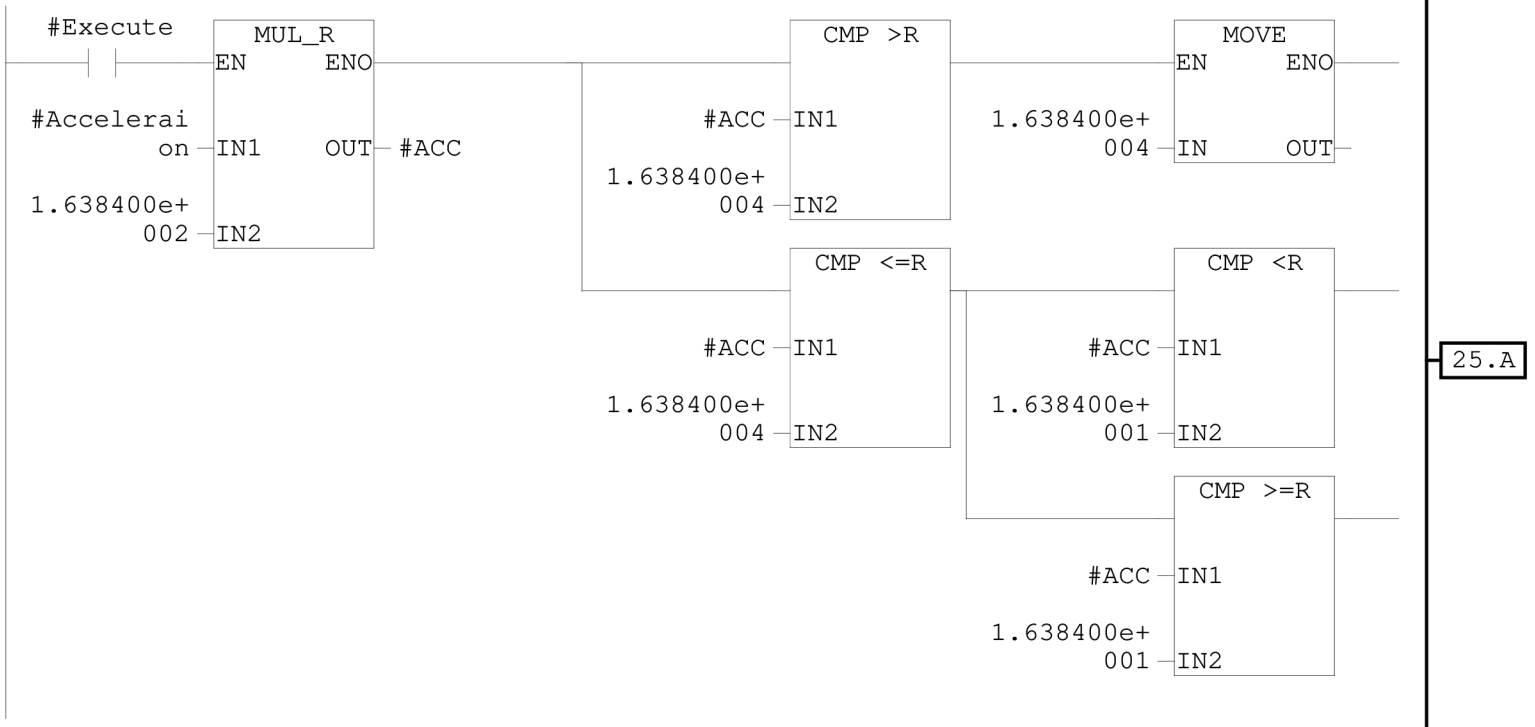 #Execute
MUL_R
CMP >R
MOVE
EN ENO
EN ENO
#Accelerai
on
IN1
OUT
#ACC
#ACC
IN1
1.638400e+
004
IN
OUT
1.638400e+
002
IN2
1.638400e+
004
IN2
CMP <=R
CMP <R
#ACC
IN1
#ACC
IN1
25.A
1.638400e+
004
IN2
1.638400e+
001
IN2
CMP >=R
#ACC
IN1
1.638400e+
001
IN2